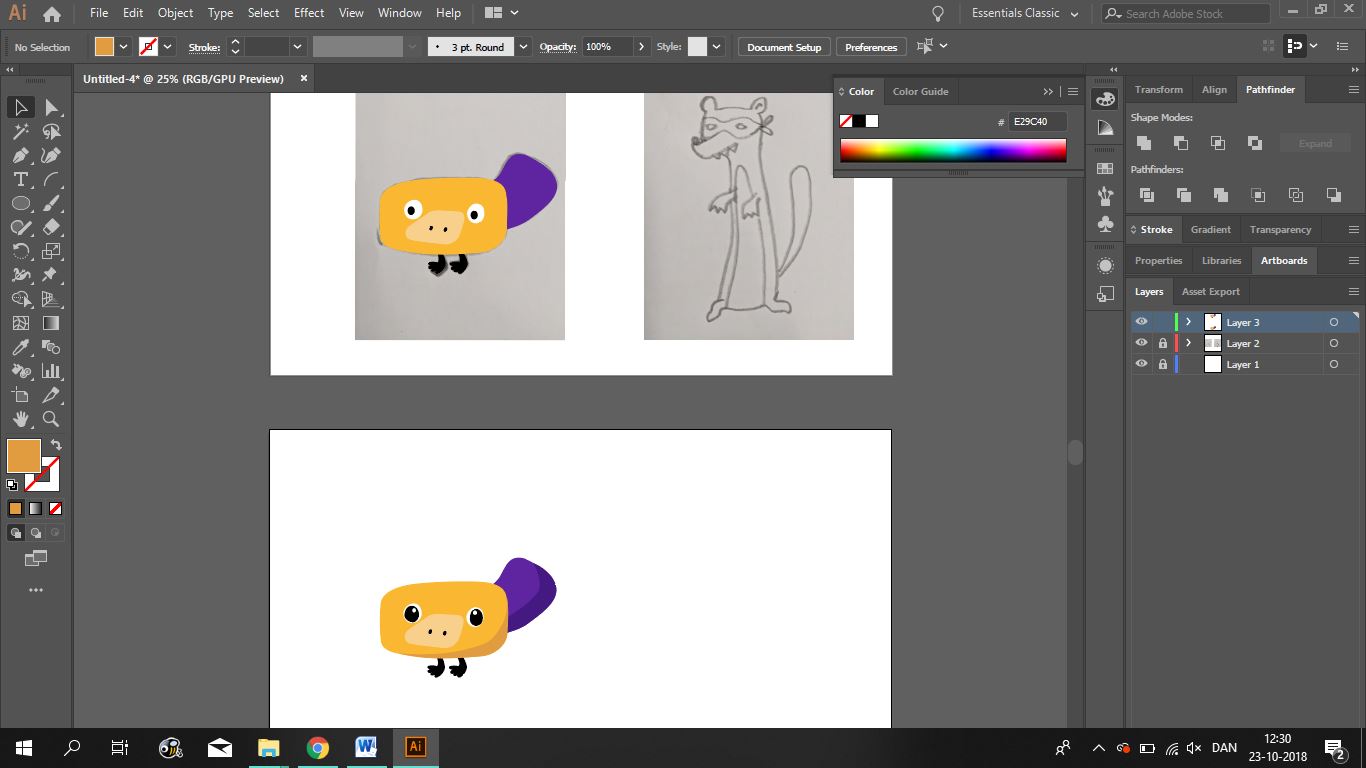 Ai File Edit Object Type Select Effect View Window Help Essentials Classic Search Adobe Stock
No Selection Stroke: 3 pt. Round Opacity: 100% Style: Document Setup Preferences
Untitled-4* @ 25% (RGB/GPU Preview)
Color Color Guide
# E29C40
Transform Align Pathfinder
Shape Modes:
Expand
Pathfinders:
Stroke Gradient Transparency
Properties Libraries Artboards
Layers Asset Export
Layer 3
Layer 2
Layer 1
T
W Ai DAN 12:30
23-10-2018 2